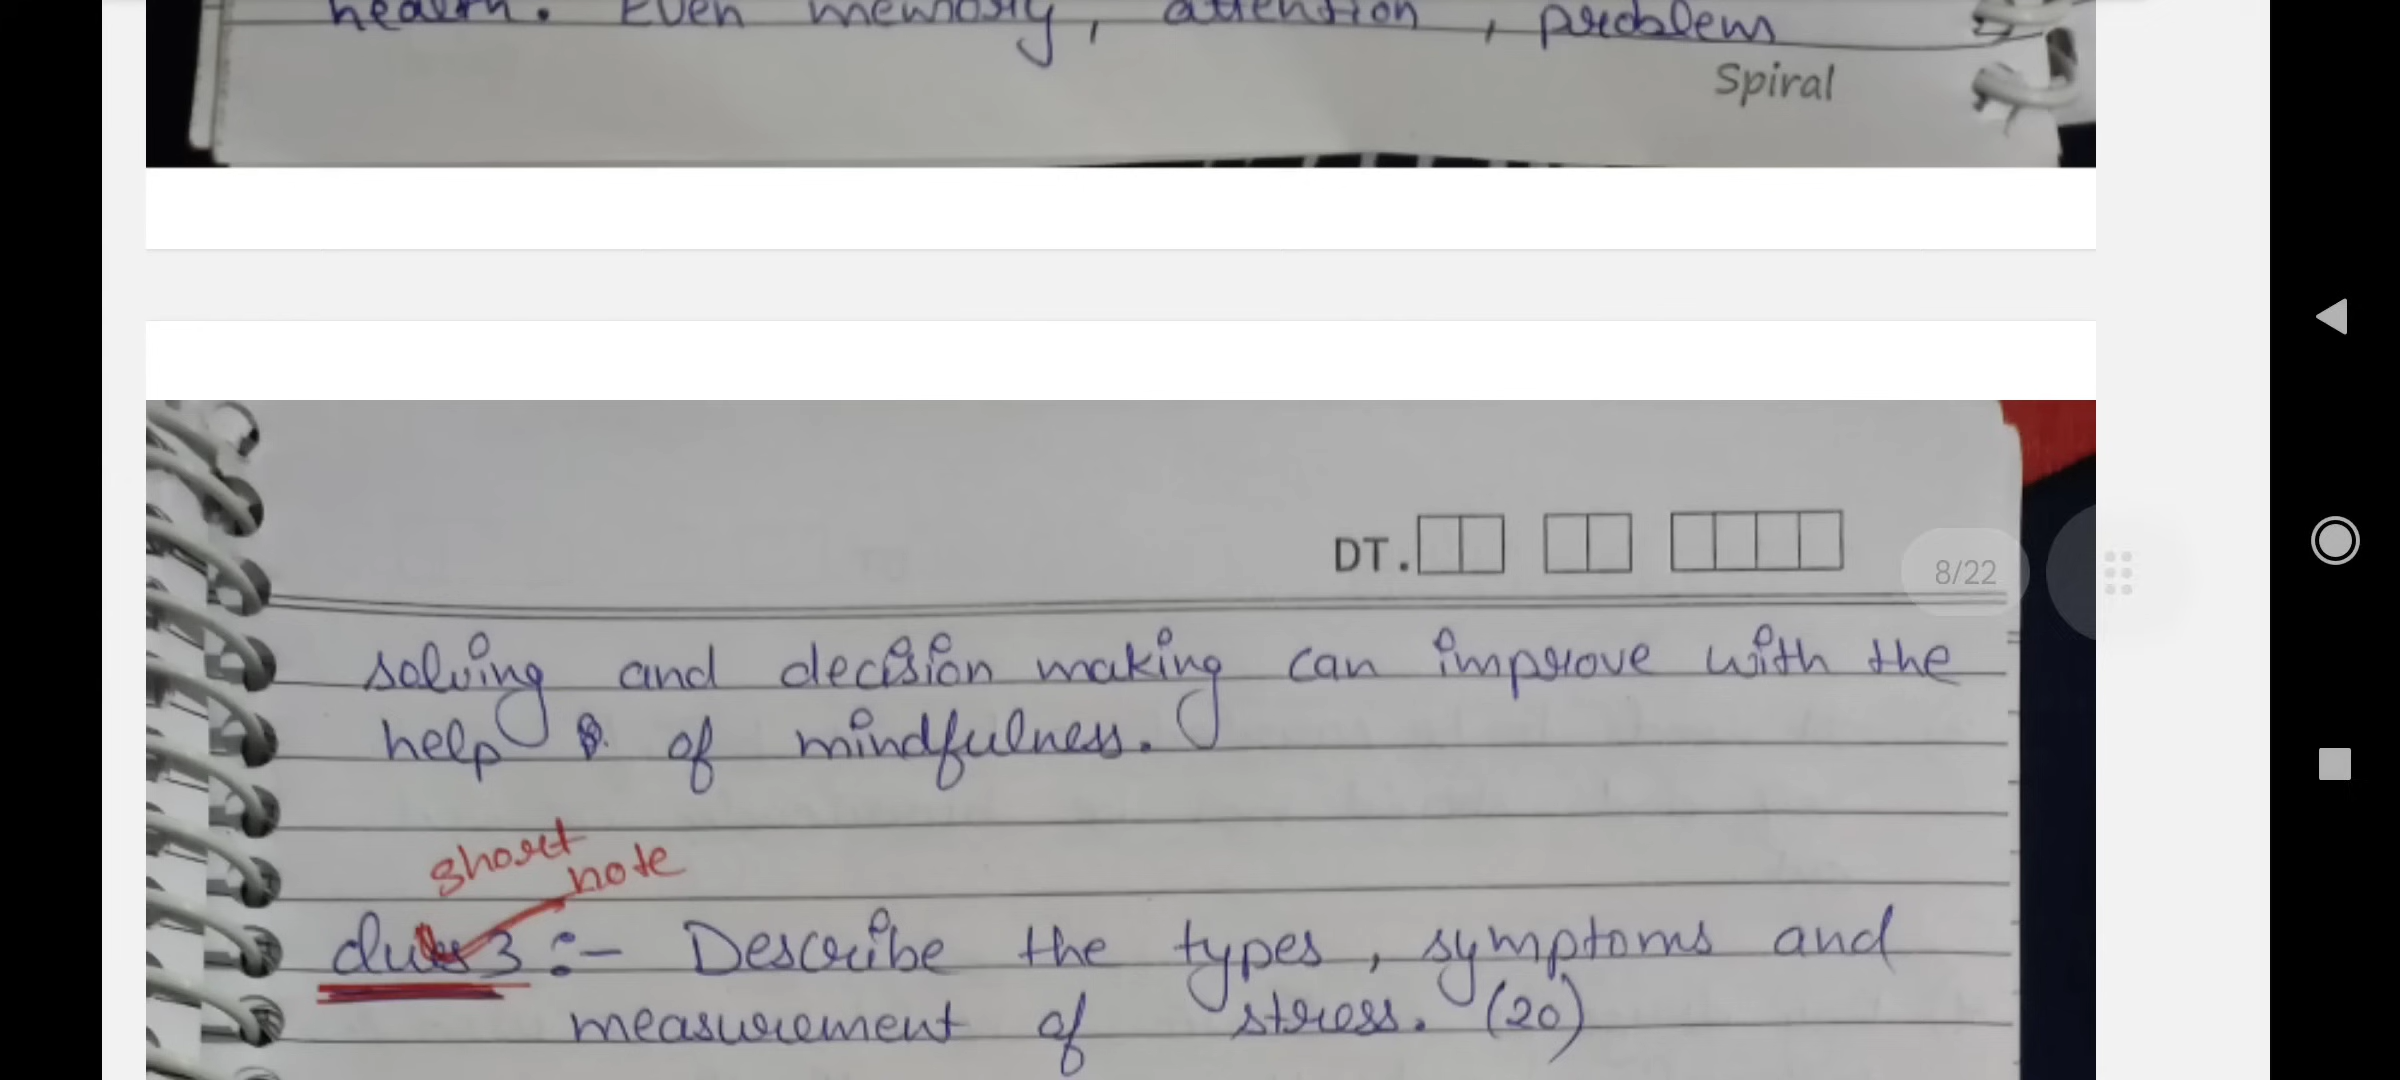 health. Even memory, attention, problem
Spiral
DT.
8/22
solving and decision making can improve with the
help of mindfulness.
short
note
Ques 3 :- Describe the types, symptoms and
measurement of stress. (20)